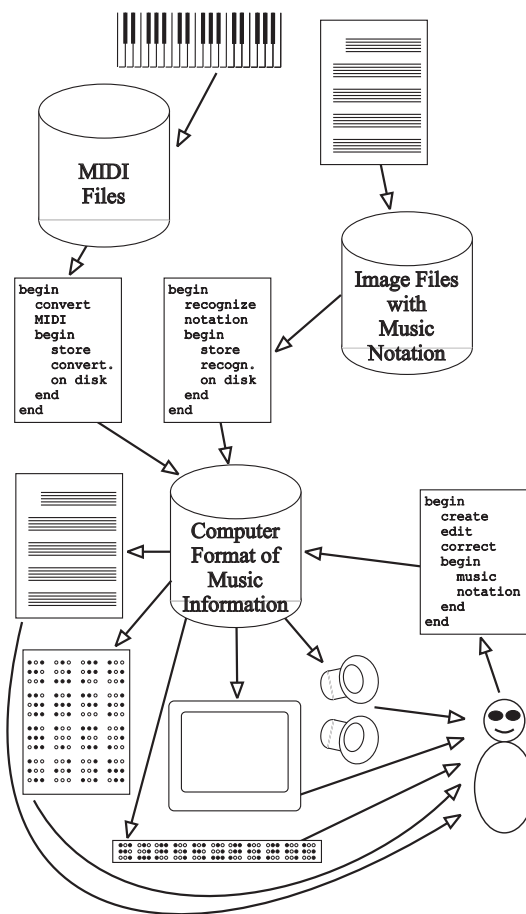 MIDI
Files
Image Files
with
Music
Notation
begin
convert
MIDI
begin
store
convert.
on disk
end
end
begin
recognize
notation
begin
store
recogn.
on disk
end
end
Computer
Format of
Music
Information
begin
create
edit
correct
begin
music
notation
end
end